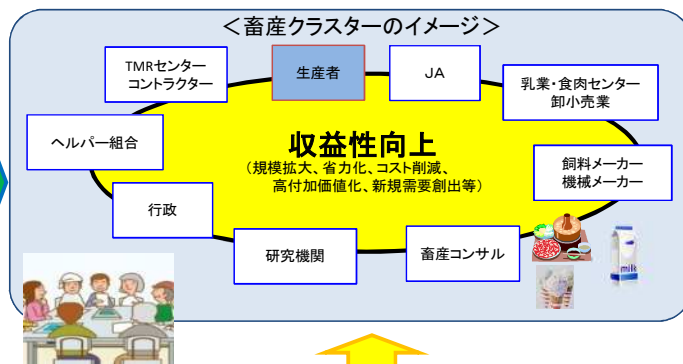 ＜畜産クラスターのイメージ＞
TMRセンター
コントラクター
生産者
JA
乳業・食肉センター
卸小売業
ヘルパー組合
収益性向上
（規模拡大、省力化、コスト削減、
高付加価値化、新規需要創出等）
飼料メーカー
機械メーカー
行政
研究機関
畜産コンサル
milk